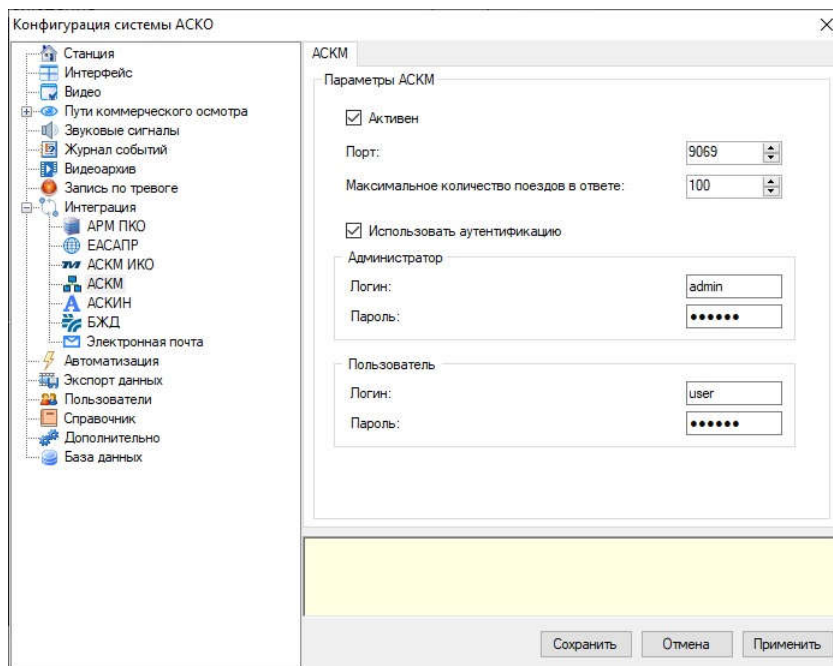 Конфигурация системы АСКО
Станция
Интерфейс
Видео
Пути коммерческого осмотра
Звуковые сигналы
Журнал событий
Видеоархив
Запись по тревоге
Интеграция
АРМ ПКО
ЕАСАПР
АСКМ ИКО
АСКМ
АСКИН
БЖД
Электронная почта
Автоматизация
Экспорт данных
Пользователи
Справочник
Дополнительно
База данных
АСКМ
Параметры АСКМ
Активен
Порт: 9069
Максимальное количество поездов в ответе: 100
Использовать аутентификацию
Администратор
Логин: admin
Пароль: ●●●●●●
Пользователь
Логин: user
Пароль: ●●●●●●
Сохранить Отмена Применить